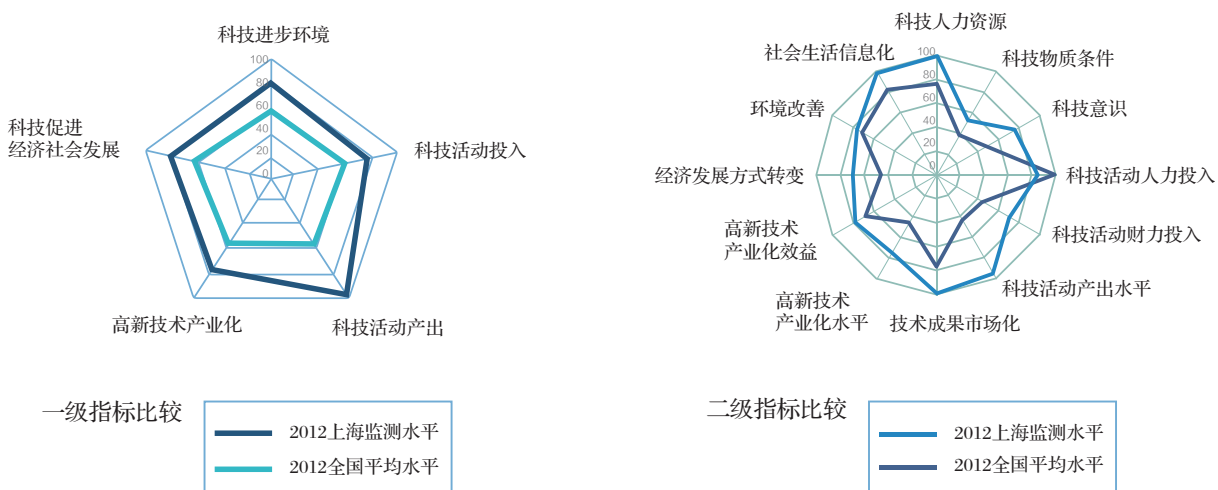 科技进步环境
100
80
60
40
20
0
科技促进
经济社会发展
科技活动投入
高新技术产业化
科技活动产出
一级指标比较
2012上海监测水平
2012全国平均水平
科技人力资源
社会生活信息化
科技物质条件
100
80
60
40
20
0
环境改善
科技意识
经济发展方式转变
科技活动人力投入
高新技术
产业化效益
科技活动财力投入
高新技术
产业化水平
科技活动产出水平
技术成果市场化
二级指标比较
2012上海监测水平
2012全国平均水平